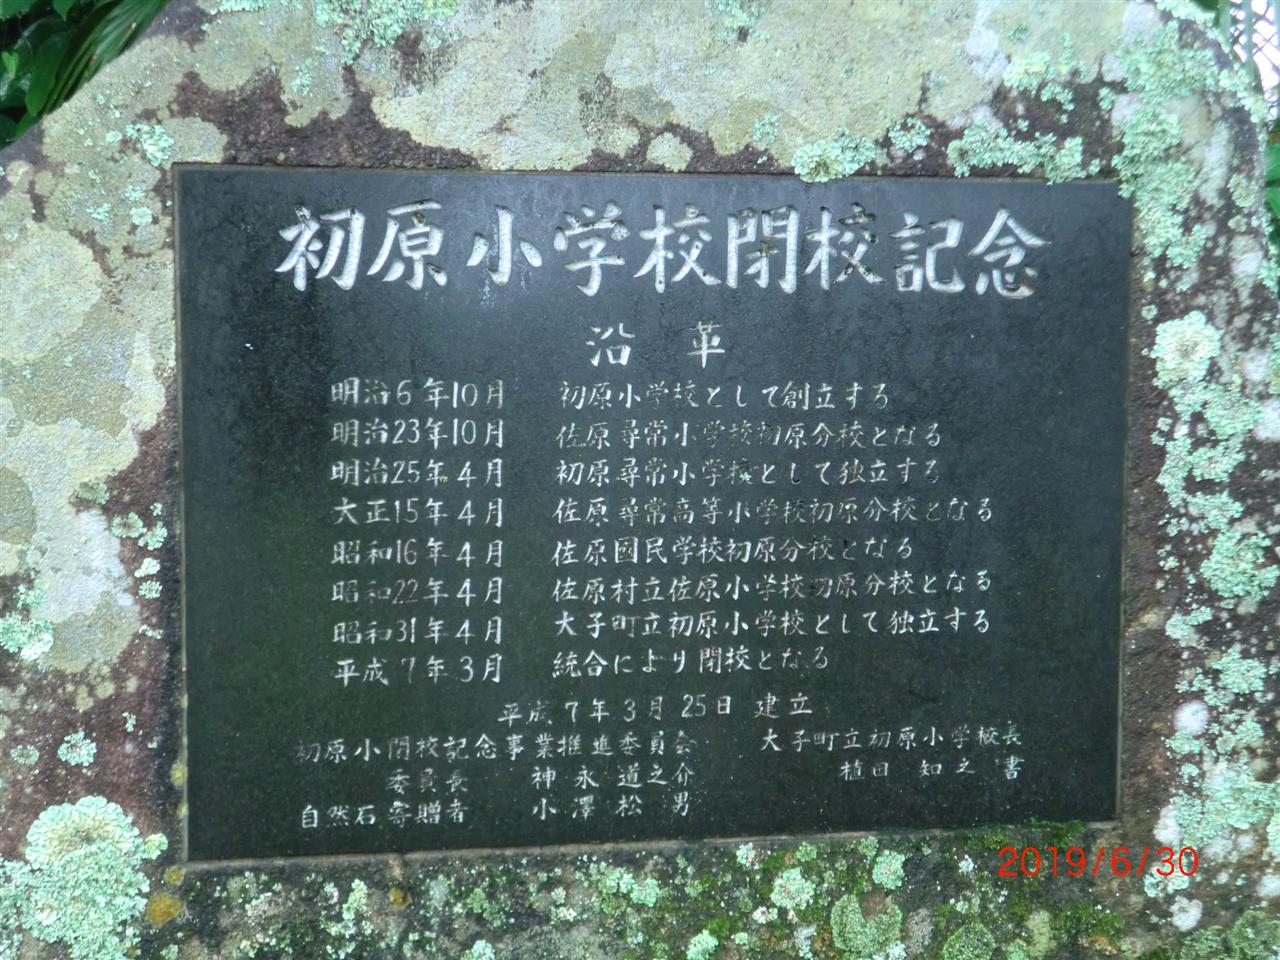 初原小学校閉校記念
沿革
明治6年10月 初原小学校として創立する
明治23年10月 佐原尋常小学校初原分校となる
明治25年4月 初原尋常小学校として独立する
大正15年4月 佐原尋常高等小学校初原分校となる
昭和16年4月 佐原國民学校初原分校となる
昭和22年4月 佐原村立佐原小学校初原分校となる
昭和31年4月 大子町立初原小学校として独立する
平成7年3月 統合により閉校となる
平成7年3月25日 建立
初原小閉校記念事業推進委員会 大子町立初原小学校長
委員長 神永道之介 植田 知之 書
自然石寄贈者 小澤松男
2019/6/30